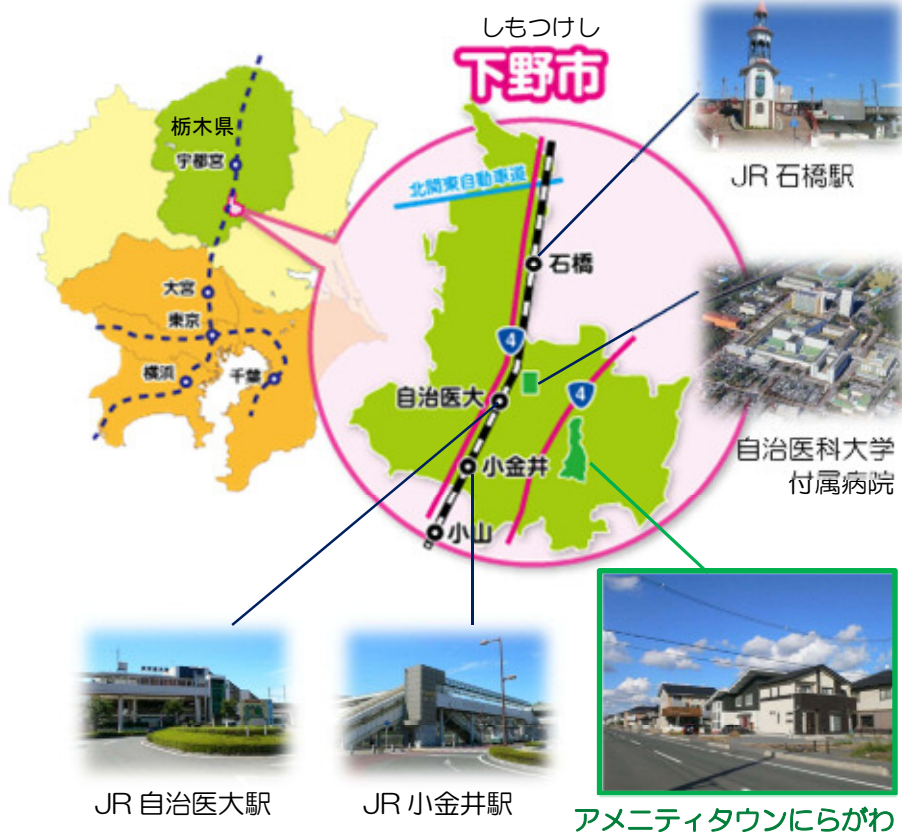 しもつけし
下野市
栃木県
宇都宮
大宮
東京
横浜
千葉
北関東自動車道
石橋
4
自治医大
4
小金井
小山
JR 石橋駅
自治医科大学
付属病院
JR 自治医大駅
JR 小金井駅
アメニティタウンにらがわ